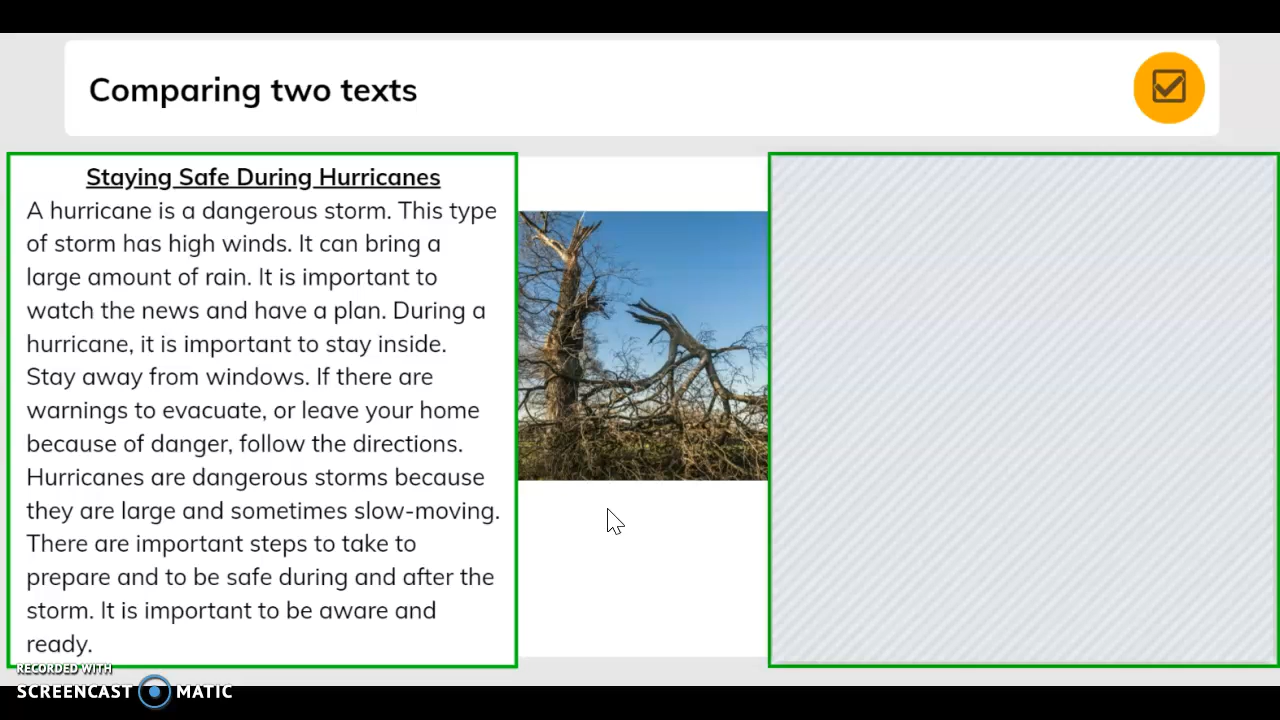 Comparing two texts
Staying Safe During Hurricanes
A hurricane is a dangerous storm. This type
of storm has high winds. It can bring a
large amount of rain. It is important to
watch the news and have a plan. During a
hurricane, it is important to stay inside.
Stay away from windows. If there are
warnings to evacuate, or leave your home
because of danger, follow the directions.
Hurricanes are dangerous storms because
they are large and sometimes slow-moving.
There are important steps to take to
prepare and to be safe during and after the
storm. It is important to be aware and
ready.
RECORDED WITH
SCREENCAST MATIC